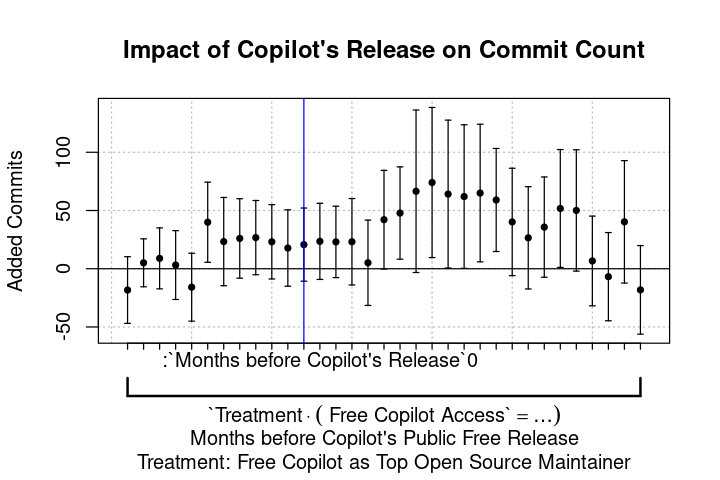 Impact of Copilot's Release on Commit Count
Added Commits
100
50
0
-50
:`Months before Copilot's Release`0
`Treatment · ( Free Copilot Access` = …)
Months before Copilot's Public Free Release
Treatment: Free Copilot as Top Open Source Maintainer